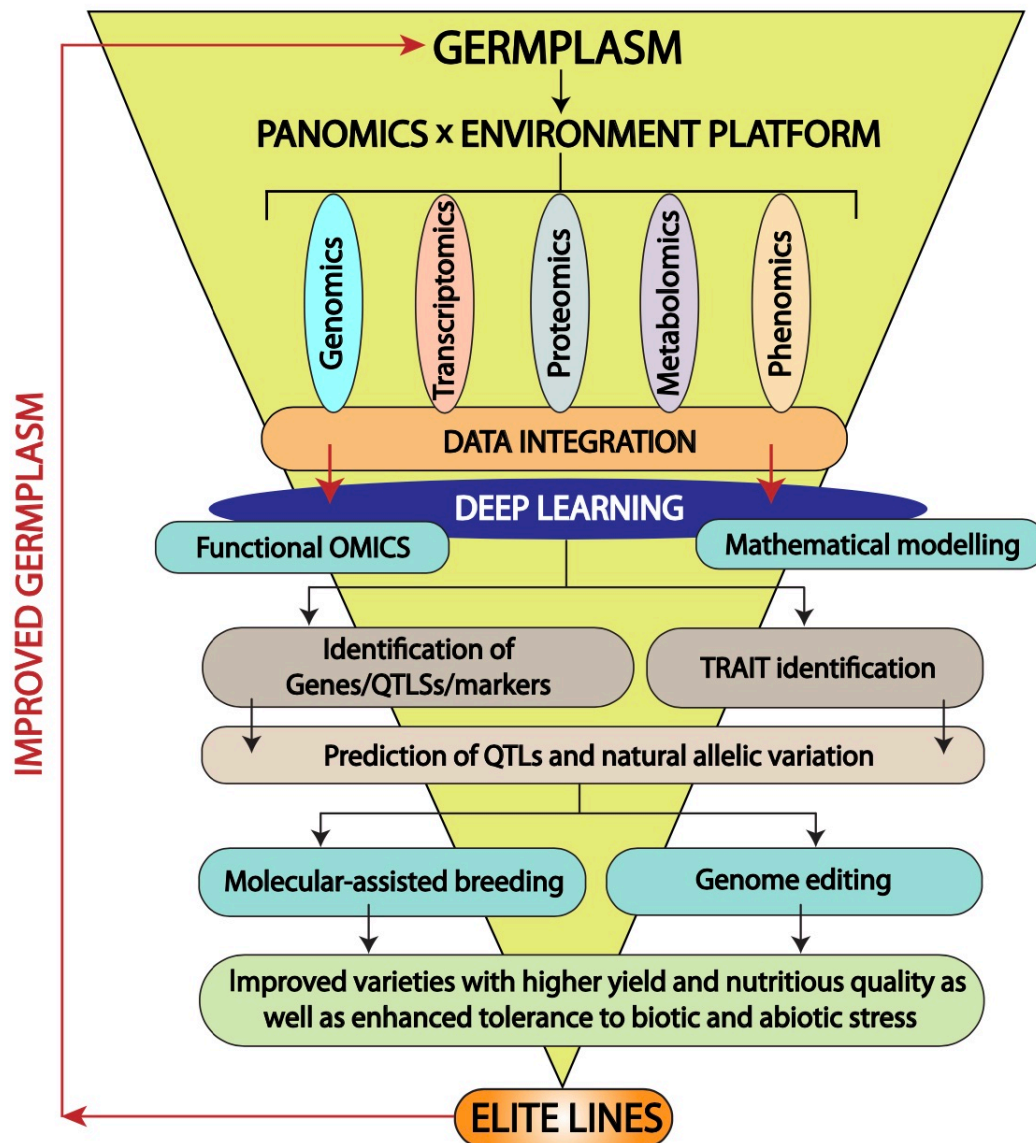 GERMPLASM
PANOMICS x ENVIRONMENT PLATFORM
Genomics
Transcriptomics
Proteomics
Metabolomics
Phenomics
DATA INTEGRATION
DEEP LEARNING
Functional OMICS
Mathematical modelling
Identification of
Genes/QTLSs/markers
TRAIT identification
Prediction of QTLs and natural allelic variation
Molecular-assisted breeding
Genome editing
Improved varieties with higher yield and nutritious quality as
well as enhanced tolerance to biotic and abiotic stress
ELITE LINES
IMPROVED GERMPLASM